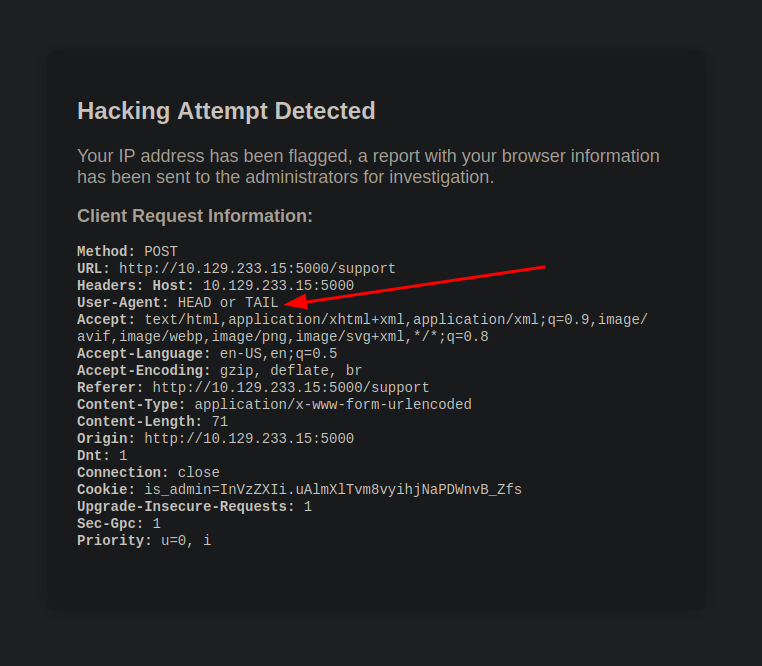 Hacking Attempt Detected
Your IP address has been flagged, a report with your browser information
has been sent to the administrators for investigation.
Client Request Information:
Method: POST
URL: http://10.129.233.15:5000/support
Headers: Host: 10.129.233.15:5000
User-Agent: HEAD or TAIL
Accept: text/html,application/xhtml+xml,application/xml;q=0.9,image/
avif,image/webp,image/png,image/svg+xml,*/*;q=0.8
Accept-Language: en-US,en;q=0.5
Accept-Encoding: gzip, deflate, br
Referer: http://10.129.233.15:5000/support
Content-Type: application/x-www-form-urlencoded
Content-Length: 71
Origin: http://10.129.233.15:5000
Dnt: 1
Connection: close
Cookie: is_admin=InVzZXIi.uAlmXlTvm8vyihjNaPDWnvB_Zfs
Upgrade-Insecure-Requests: 1
Sec-Gpc: 1
Priority: u=0, i